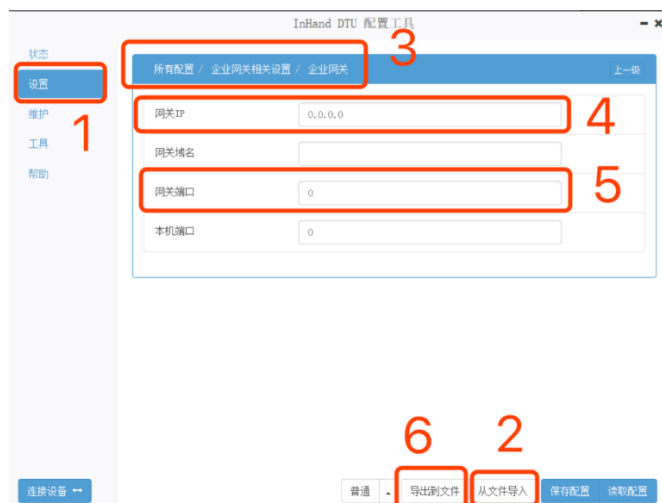 InHand DTU 配置工具
状态
设置
维护
工具
帮助
1
所有配置 / 企业网关相关设置 / 企业网关
3
上一级
网关IP
0.0.0.0
4
网关域名
网关端口
0
5
本机端口
0
6
2
连接设备
普通
导出到文件
从文件导入
保存配置
读取配置